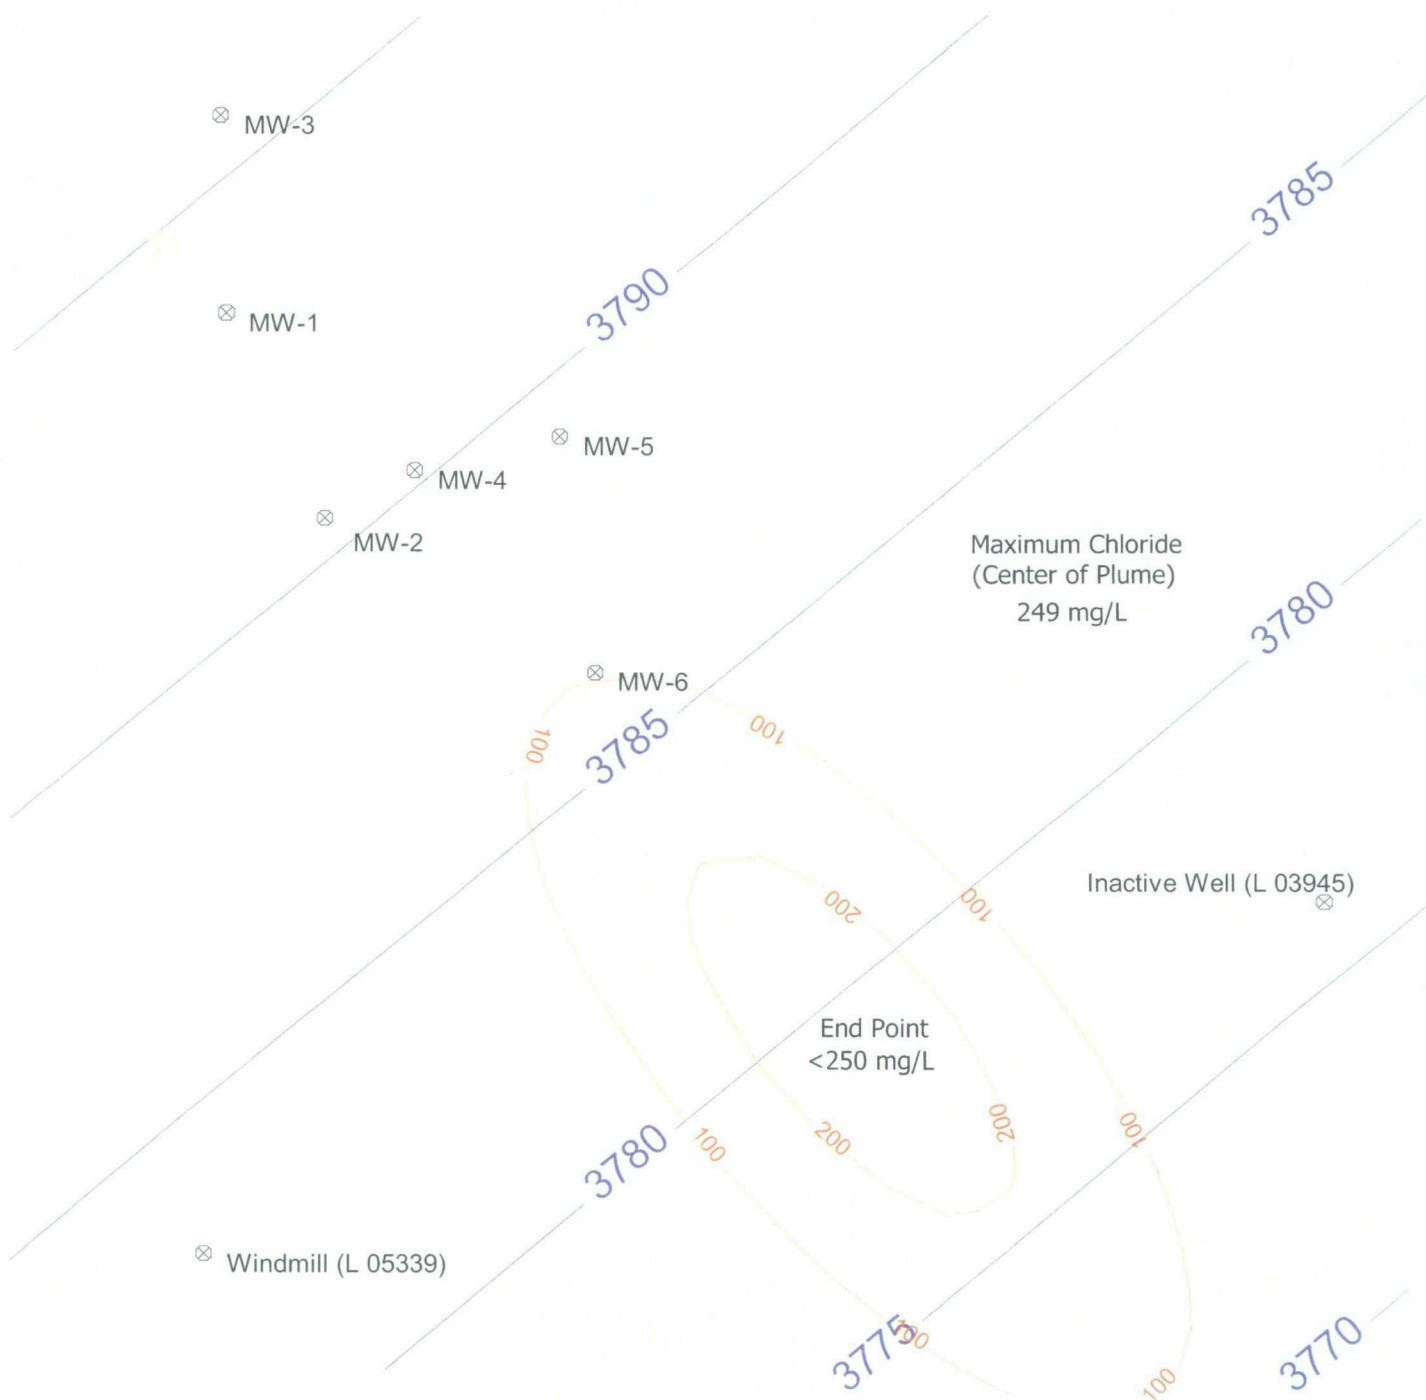 MW-3
3785
3790
MW-1
MW-5
MW-4
MW-2
Maximum Chloride
(Center of Plume)
249 mg/L
3780
MW-6
100
100
3785
Inactive Well (L 03945)
200
100
End Point
<250 mg/L
200
100
200
100
3780
Windmill (L 05339)
100
3775
3770
100